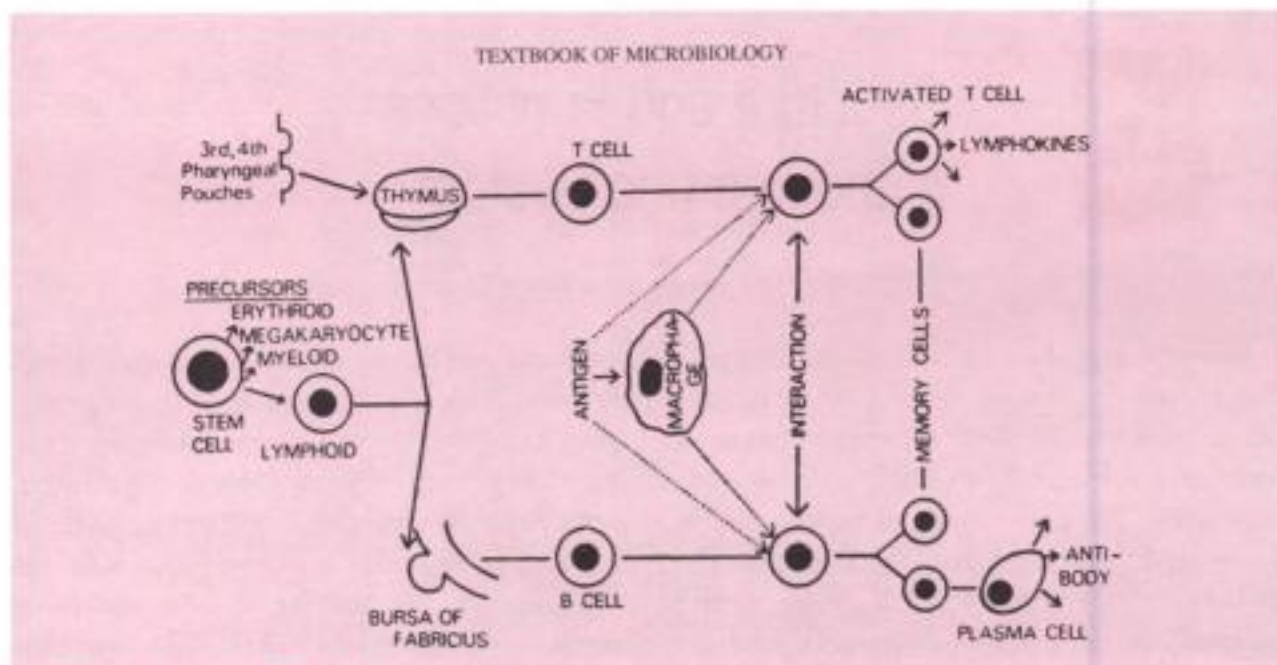 TEXTBOOK OF MICROBIOLOGY
3rd, 4th
Pharyngeal
Pouches
THYMUS
T CELL
ACTIVATED T CELL
LYMPHOKINES
PRECURSORS
ERYTHROID
MEGAKARYOCYTE
MYELOID
STEM
CELL
LYMPHOID
ANTIGEN
MACROPHA-
GE
INTERACTION
MEMORY CELLS
BURSA OF
FABRICIUS
B CELL
ANTI-
BODY
PLASMA CELL